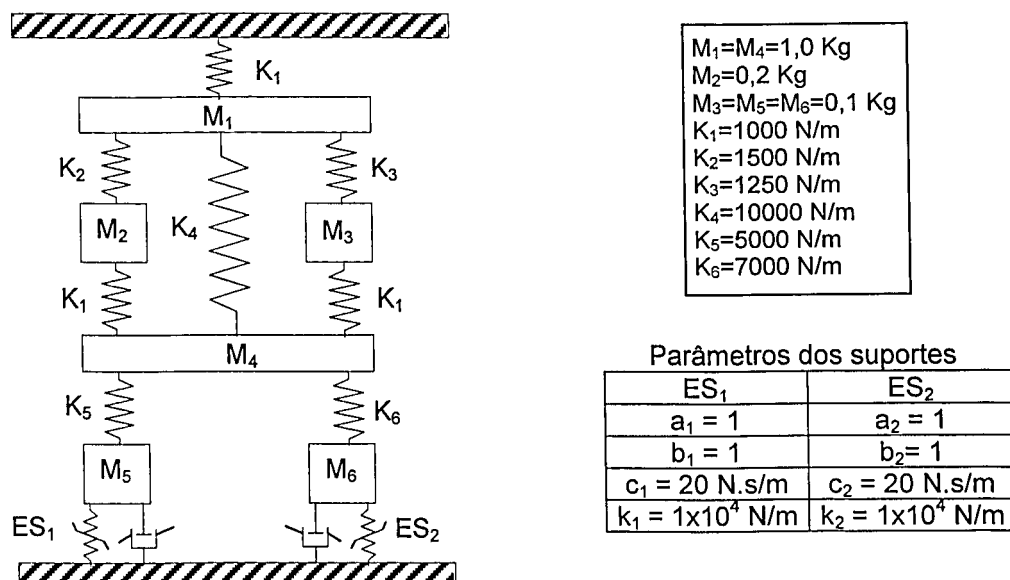 K₁
M₁
K₂
K₃
M₂
K₄
M₃
K₁
K₁
M₄
K₅
K₆
M₅
M₆
ES₁
ES₂
M₁=M₄=1,0 Kg
M₂=0,2 Kg
M₃=M₅=M₆=0,1 Kg
K₁=1000 N/m
K₂=1500 N/m
K₃=1250 N/m
K₄=10000 N/m
K₅=5000 N/m
K₆=7000 N/m
Parâmetros dos suportes
ES₁ ES₂
a₁ = 1 a₂ = 1
b₁ = 1 b₂= 1
c₁ = 20 N.s/m c₂ = 20 N.s/m
k₁ = 1x10⁴ N/m k₂ = 1x10⁴ N/m